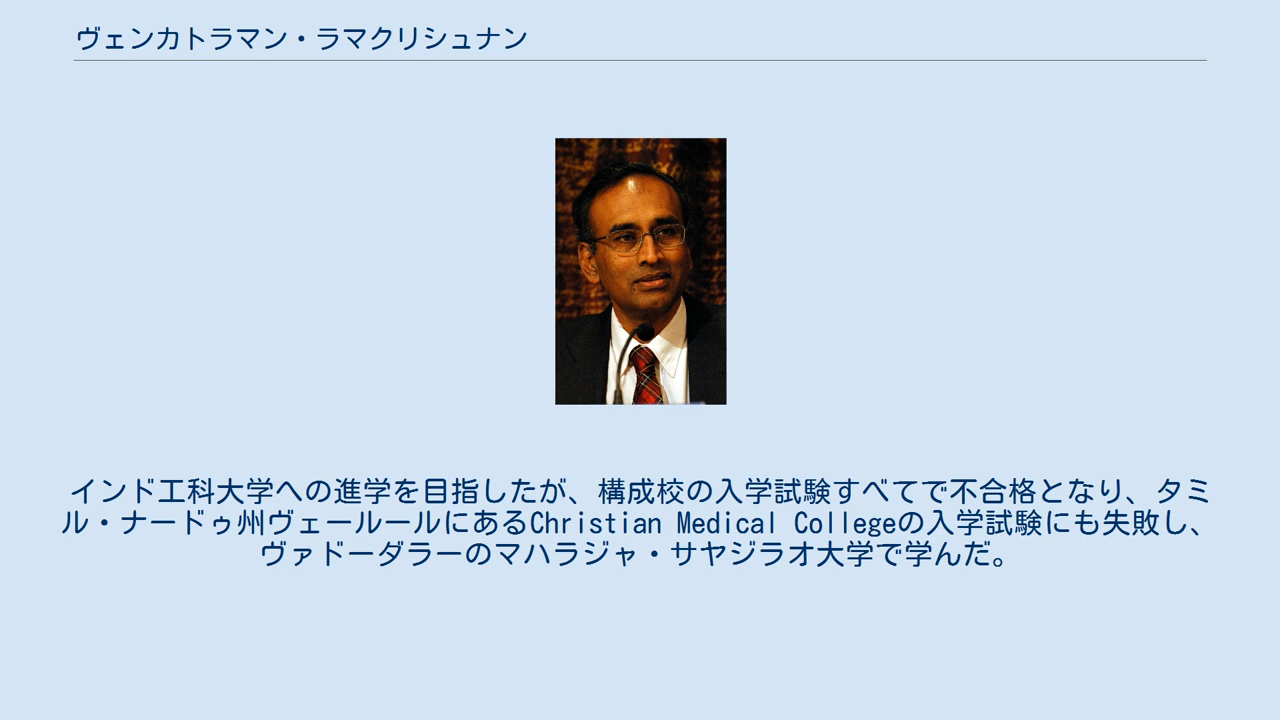 ヴェンカトラマン・ラマクリシュナン
インド工科大学への進学を目指したが、構成校の入学試験すべてで不合格となり、タミ
ル・ナードゥ州ヴェールールにあるChristian Medical Collegeの入学試験にも失敗し、
ヴァドーダラーのマハラジャ・サヤジラオ大学で学んだ。